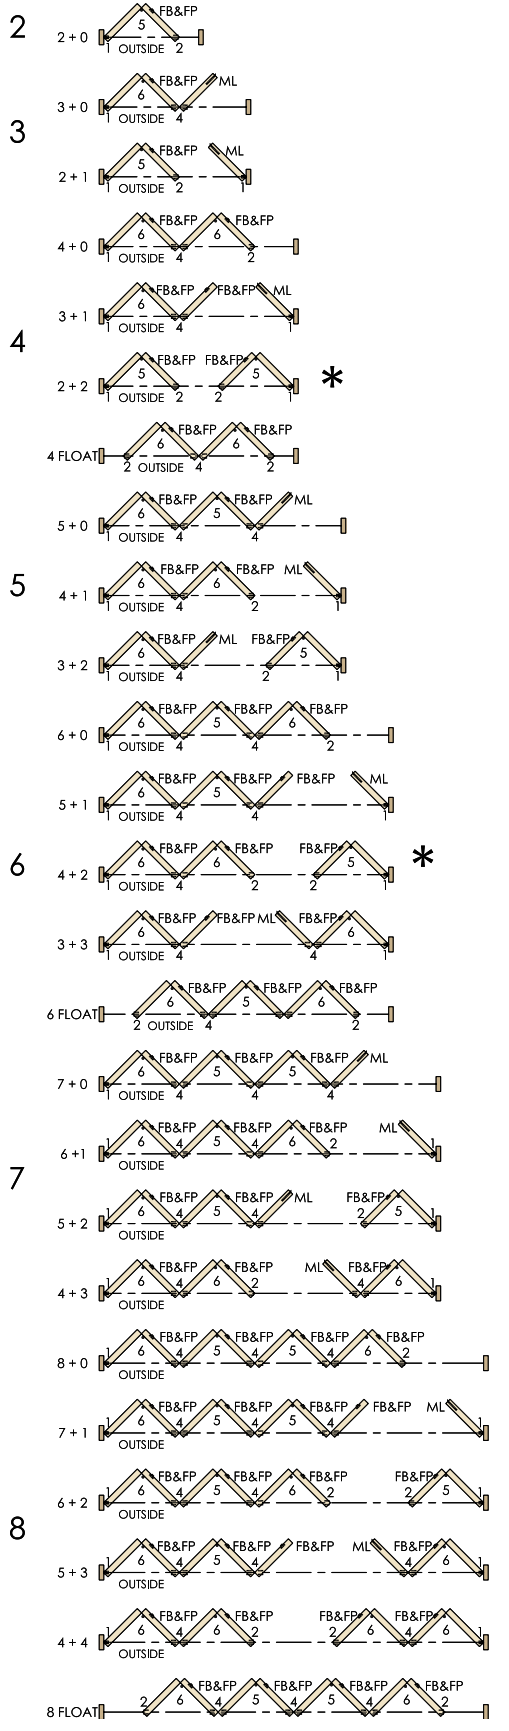 2
FB&FP
5
2 + 0
1 OUTSIDE 2
FB&FP ML
6
3 + 0
1 OUTSIDE 4
3
FB&FP ML
5
2 + 1
1 OUTSIDE 2 1
FB&FP FB&FP
6 6
4 + 0
1 OUTSIDE 4 2
FB&FP FB&FP ML
6
3 + 1
1 OUTSIDE 4 1
4
FB&FP FB&FP
5 5
2 + 2 *
1 OUTSIDE 2 2 1
FB&FP FB&FP
6 6
4 FLOAT
2 OUTSIDE 4 2
FB&FP FB&FP ML
6 5
5 + 0
1 OUTSIDE 4 4
5
FB&FP FB&FP ML
6 6
4 + 1
1 OUTSIDE 4 2 1
FB&FP ML FB&FP
6 5
3 + 2
1 OUTSIDE 4 2 1
FB&FP FB&FP FB&FP
6 5 6
6 + 0
1 OUTSIDE 4 4 2
FB&FP FB&FP FB&FP ML
6 5
5 + 1
1 OUTSIDE 4 4 1
6
FB&FP FB&FP FB&FP *
6 6 5
4 + 2
1 OUTSIDE 4 2 2 1
FB&FP FB&FP ML FB&FP
6 6
3 + 3
1 OUTSIDE 4 4 1
FB&FP FB&FP FB&FP
6 5 6
6 FLOAT
2 OUTSIDE 4 2
FB&FP FB&FP FB&FP ML
6 5 5
7 + 0
1 OUTSIDE 4 4 4
FB&FP FB&FP FB&FP ML
1 6 4 5 4 6 2 1
6 +1
OUTSIDE
7
FB&FP FB&FP ML FB&FP
1 6 4 5 4 2 5 1
5 + 2
OUTSIDE
FB&FP FB&FP ML FB&FP
1 6 4 6 2 4 6 1
4 + 3
OUTSIDE
FB&FP FB&FP FB&FP FB&FP
1 6 4 5 4 5 4 6 2
8 + 0
OUTSIDE
FB&FP FB&FP FB&FP FB&FP ML
1 6 4 5 4 5 4 1
7 + 1
OUTSIDE
FB&FP FB&FP FB&FP FB&FP
1 6 4 5 4 6 2 2 5 1
6 + 2
OUTSIDE
8
FB&FP FB&FP FB&FP ML FB&FP
1 6 4 5 4 4 6 1
5 + 3
OUTSIDE
FB&FP FB&FP FB&FP FB&FP
1 6 4 6 2 2 6 4 6 1
4 + 4
OUTSIDE
FB&FP FB&FP FB&FP FB&FP
2 6 4 5 4 5 4 6 2
8 FLOAT